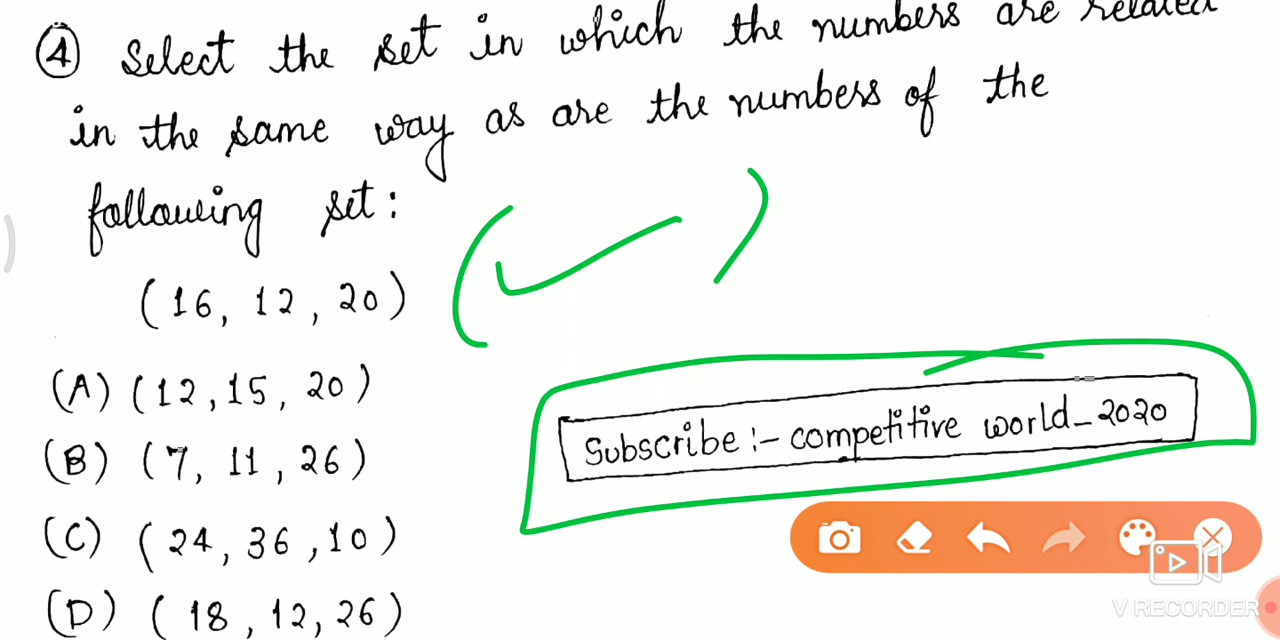 ④ Select the set in which the numbers are related
in the same way as are the numbers of the
following set:
(16, 12, 20)
(A) (12, 15, 20)
(B) (7, 11, 26)
(C) (24, 36, 10)
(D) (18, 12, 26)
Subscribe :- competitive world_2020
V RECORDER